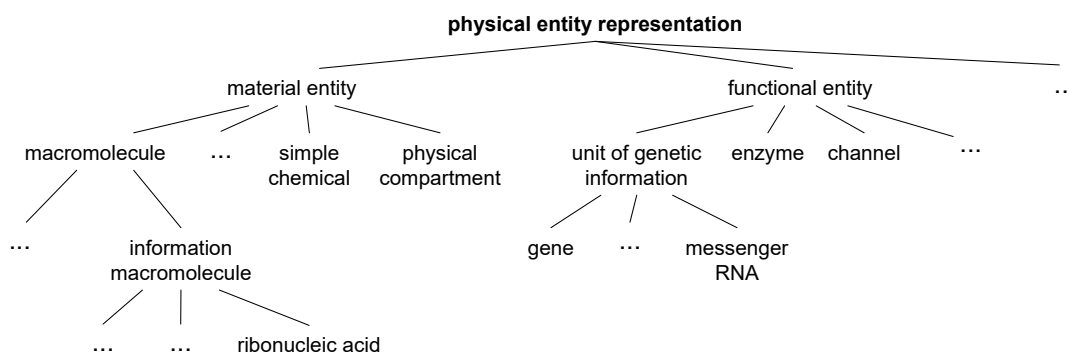 physical entity representation
material entity
functional entity
..
macromolecule
...
simple
chemical
physical
compartment
unit of genetic
information
enzyme
channel
...
...
information
macromolecule
gene
...
messenger
RNA
...
...
ribonucleic acid